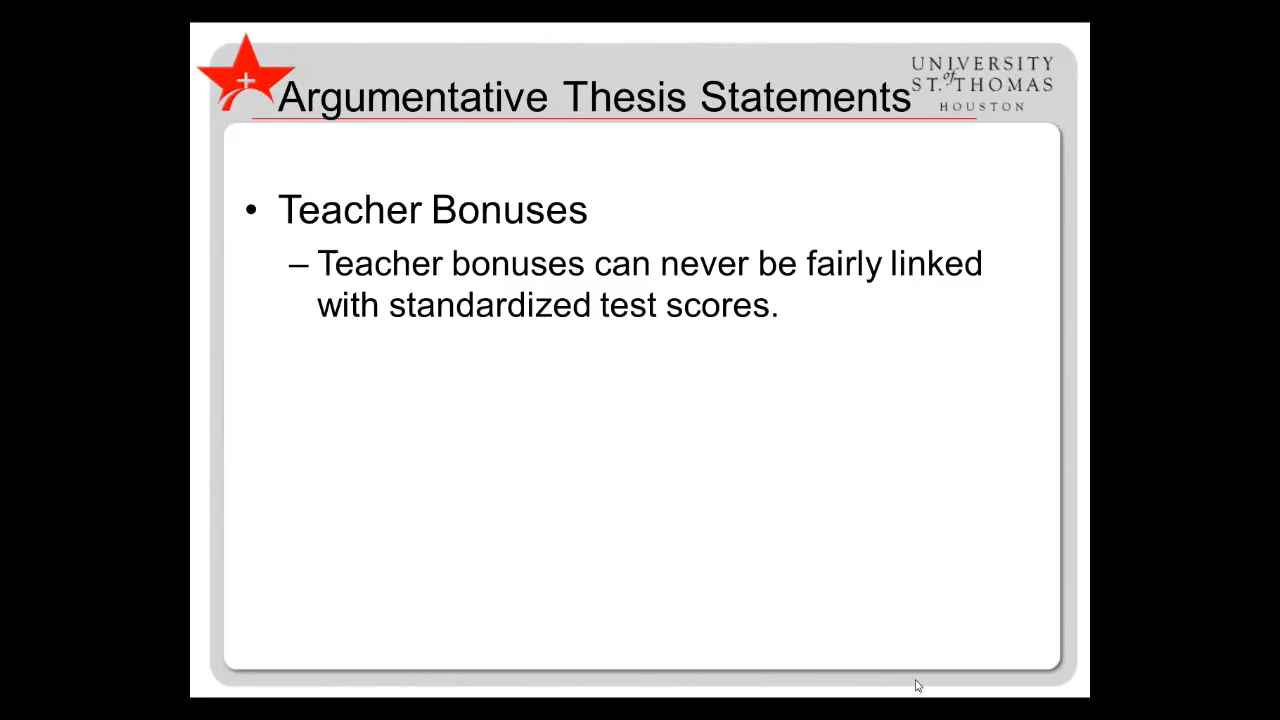 UNIVERSITY
of
ST. THOMAS
HOUSTON
Argumentative Thesis Statements
• Teacher Bonuses
– Teacher bonuses can never be fairly linked
with standardized test scores.